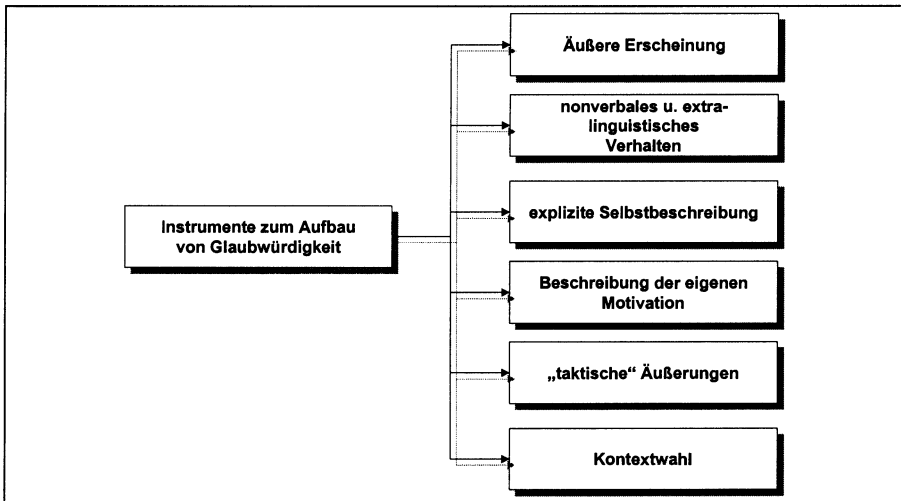 Äußere Erscheinung
nonverbales u. extra-
linguistisches
Verhalten
Instrumente zum Aufbau
von Glaubwürdigkeit
explizite Selbstbeschreibung
Beschreibung der eigenen
Motivation
„taktische“ Äußerungen
Kontextwahl